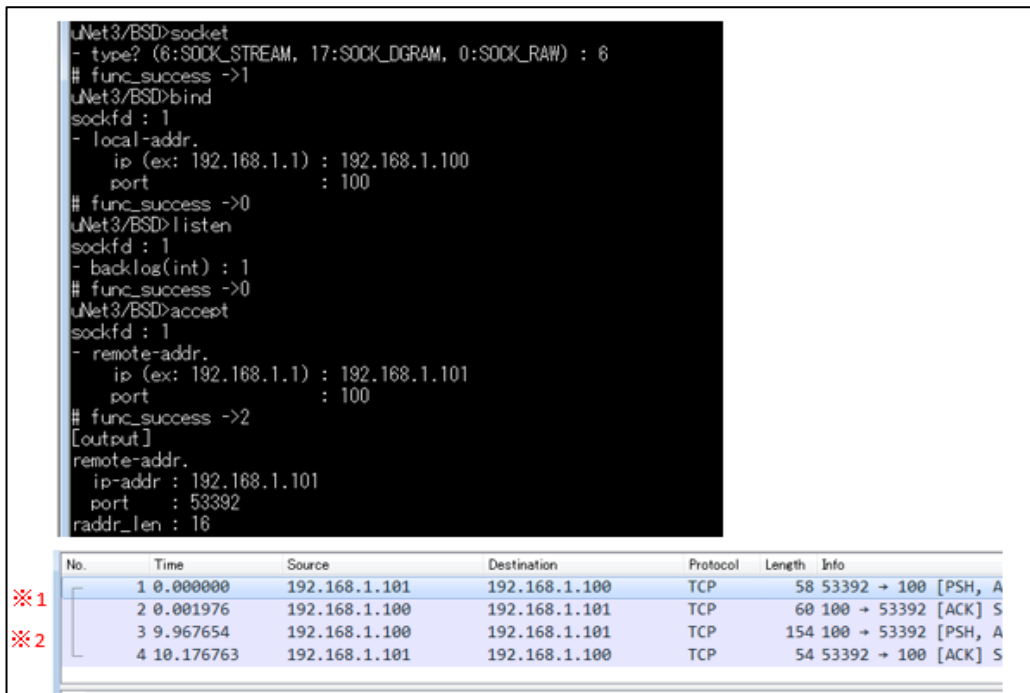 uNet3/BSD>socket
- type? (6:SOCK_STREAM, 17:SOCK_DGRAM, 0:SOCK_RAW) : 6
# func_success ->1
uNet3/BSD>bind
sockfd : 1
- local-addr.
ip (ex: 192.168.1.1) : 192.168.1.100
port : 100
# func_success ->0
uNet3/BSD>listen
sockfd : 1
- backlog(int) : 1
# func_success ->0
uNet3/BSD>accept
sockfd : 1
- remote-addr.
ip (ex: 192.168.1.1) : 192.168.1.101
port : 100
# func_success ->2
[output]
remote-addr.
ip-addr : 192.168.1.101
port : 53392
raddr_len : 16
No. Time Source Destination Protocol Length Info
※1 1 0.000000 192.168.1.101 192.168.1.100 TCP 58 53392 → 100 [PSH, A
2 0.001976 192.168.1.100 192.168.1.101 TCP 60 100 → 53392 [ACK] S
※2 3 9.967654 192.168.1.100 192.168.1.101 TCP 154 100 → 53392 [PSH, A
4 10.176763 192.168.1.101 192.168.1.100 TCP 54 53392 → 100 [ACK] S